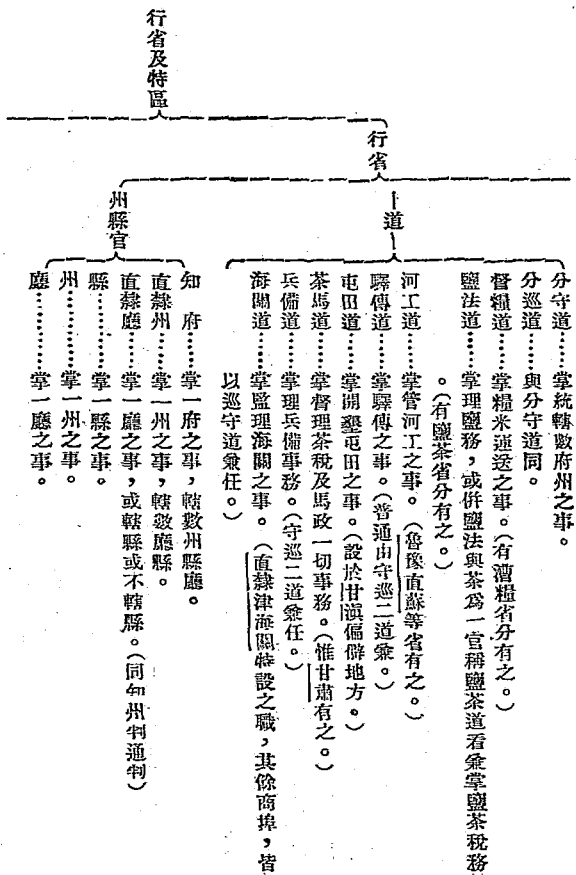 行省及特區
行省
道
分守道……掌統轄數府州之事。
分巡道……與分守道同。
督糧道……掌糧米運送之事。(有漕糧省分有之。)
鹽法道……掌理鹽務,或併鹽法與茶爲一官稱鹽茶道看兼掌鹽茶稅務
。(有鹽茶省分有之。)
河工道……掌管河工之事。(魯豫直蘇等省有之。)
驛傳道……掌驛傳之事。(普通由守巡二道兼。)
屯田道……掌開墾屯田之事。(設於甘滇偏僻地方。)
茶馬道……掌督理茶稅及馬政一切事務。(惟甘肅有之。)
兵備道……掌理兵備事務。(守巡二道兼任。)
海關道……掌監理海關之事。(直隸津海關特設之職,其餘商埠,皆
以巡守道兼任。)
州縣官
知 府……掌一府之事,轄數州縣廳。
直隸州……掌一州之事,轄數廳縣。
直隸廳……掌一廳之事,或轄縣或不轄縣。(同知州判通判)
縣…………掌一縣之事。
州…………掌一州之事。
廳…………掌一廳之事。